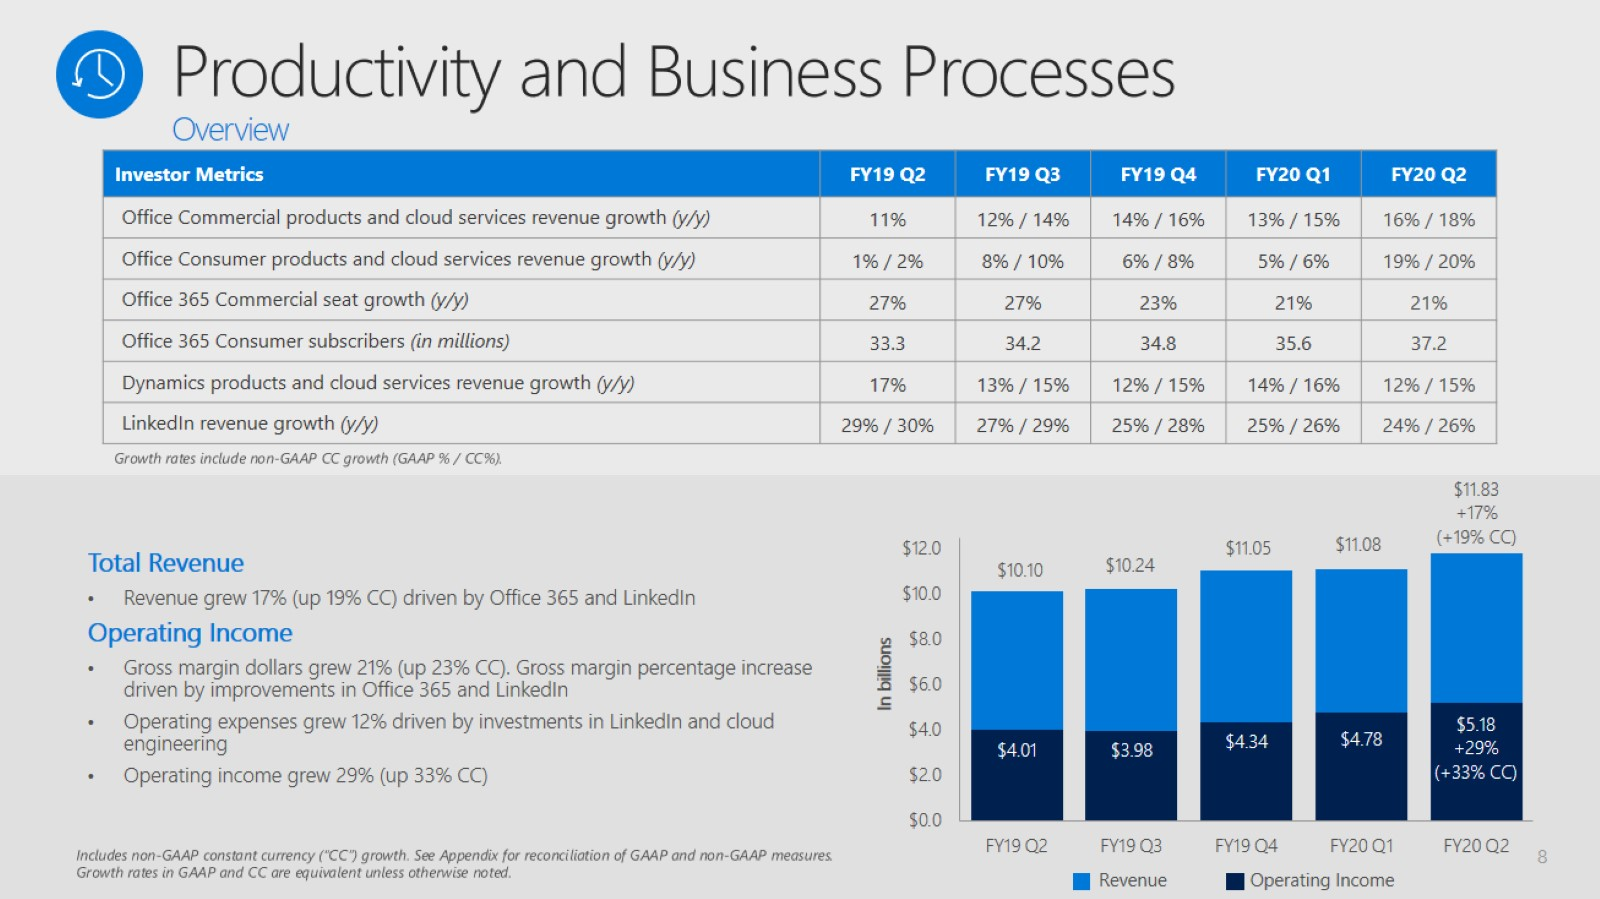 Productivity and Business Processes
Overview
Investor Metrics FY19 Q2 FY19 Q3 FY19 Q4 FY20 Q1 FY20 Q2
Office Commercial products and cloud services revenue growth (y/y) 11% 12% / 14% 14% / 16% 13% / 15% 16% / 18%
Office Consumer products and cloud services revenue growth (y/y) 1% / 2% 8% / 10% 6% / 8% 5% / 6% 19% / 20%
Office 365 Commercial seat growth (y/y) 27% 27% 23% 21% 21%
Office 365 Consumer subscribers (in millions) 33.3 34.2 34.8 35.6 37.2
Dynamics products and cloud services revenue growth (y/y) 17% 13% / 15% 12% / 15% 14% / 16% 12% / 15%
LinkedIn revenue growth (y/y) 29% / 30% 27% / 29% 25% / 28% 25% / 26% 24% / 26%
Growth rates include non-GAAP CC growth (GAAP % / CC%).
Total Revenue
• Revenue grew 17% (up 19% CC) driven by Office 365 and LinkedIn
Operating Income
• Gross margin dollars grew 21% (up 23% CC). Gross margin percentage increase
driven by improvements in Office 365 and LinkedIn
• Operating expenses grew 12% driven by investments in LinkedIn and cloud
engineering
• Operating income grew 29% (up 33% CC)
Includes non-GAAP constant currency ("CC") growth. See Appendix for reconciliation of GAAP and non-GAAP measures.
Growth rates in GAAP and CC are equivalent unless otherwise noted.
In billions
$12.0
$10.0
$8.0
$6.0
$4.0
$2.0
$0.0
$10.10
$10.24
$11.05
$11.08
$11.83
+17%
(+19% CC)
$4.01
$3.98
$4.34
$4.78
$5.18
+29%
(+33% CC)
FY19 Q2 FY19 Q3 FY19 Q4 FY20 Q1 FY20 Q2
Revenue Operating Income
8